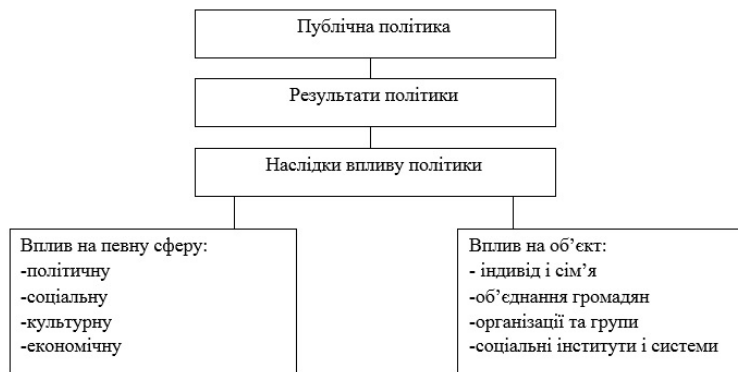 Публічна політика
Результати політики
Наслідки впливу політики
Вплив на певну сферу:
-політичну
-соціальну
-культурну
-економічну
Вплив на об’єкт:
- індивід і сім’я
-об’єднання громадян
-організації та групи
-соціальні інститути і системи